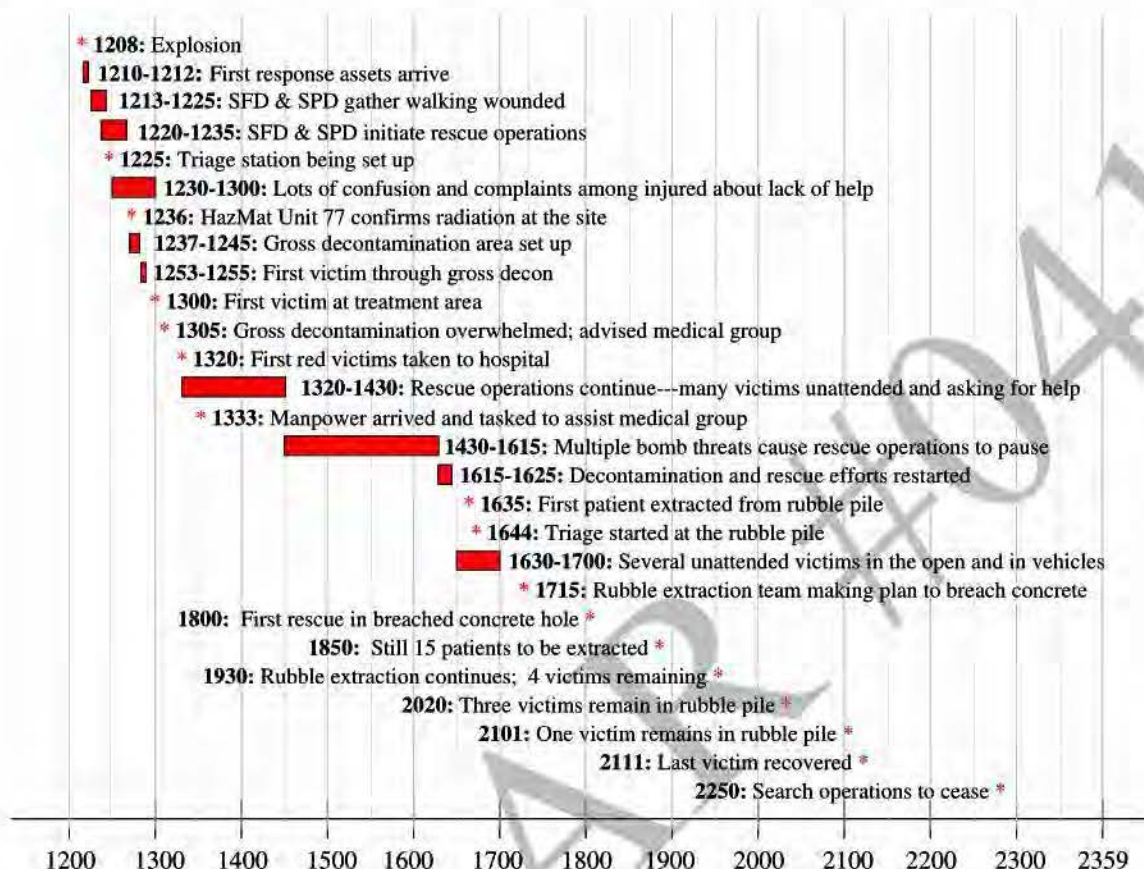 * 1208: Explosion
1210-1212: First response assets arrive
1213-1225: SFD & SPD gather walking wounded
1220-1235: SFD & SPD initiate rescue operations
* 1225: Triage station being set up
1230-1300: Lots of confusion and complaints among injured about lack of help
* 1236: HazMat Unit 77 confirms radiation at the site
1237-1245: Gross decontamination area set up
1253-1255: First victim through gross decon
* 1300: First victim at treatment area
* 1305: Gross decontamination overwhelmed; advised medical group
* 1320: First red victims taken to hospital
1320-1430: Rescue operations continue---many victims unattended and asking for help
* 1333: Manpower arrived and tasked to assist medical group
1430-1615: Multiple bomb threats cause rescue operations to pause
1615-1625: Decontamination and rescue efforts restarted
* 1635: First patient extracted from rubble pile
* 1644: Triage started at the rubble pile
1630-1700: Several unattended victims in the open and in vehicles
* 1715: Rubble extraction team making plan to breach concrete
1800: First rescue in breached concrete hole *
1850: Still 15 patients to be extracted *
1930: Rubble extraction continues; 4 victims remaining *
2020: Three victims remain in rubble pile *
2101: One victim remains in rubble pile *
2111: Last victim recovered *
2250: Search operations to cease *
1200 1300 1400 1500 1600 1700 1800 1900 2000 2100 2200 2300 2359